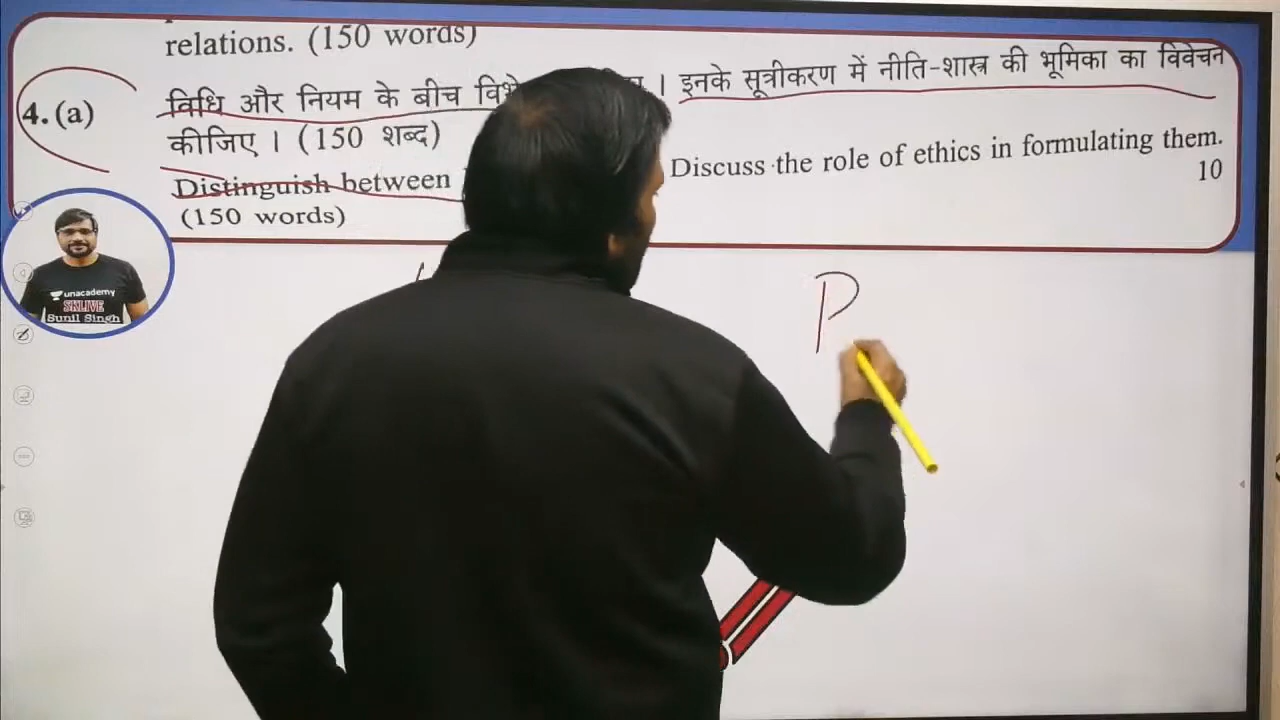 relations. (150 words)
4. (a) विधि और नियम के बीच । इनके सूत्रीकरण में नीति-शास्त्र की भूमिका का विवेचन
कीजिए । (150 शब्द)
Distinguish between Discuss the role of ethics in formulating them.
(150 words) 10
unacademy
SKLIVE
Sunil Singh
P